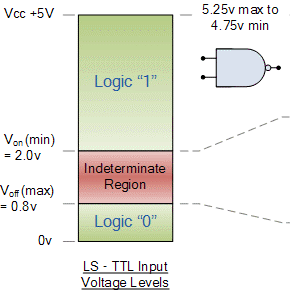 Vcc +5V
5.25v max to
4.75v min
Logic “1”
Von (min)
= 2.0v
Indeterminate
Region
Voff (max)
= 0.8v
Logic “0”
0v
LS - TTL Input
Voltage Levels